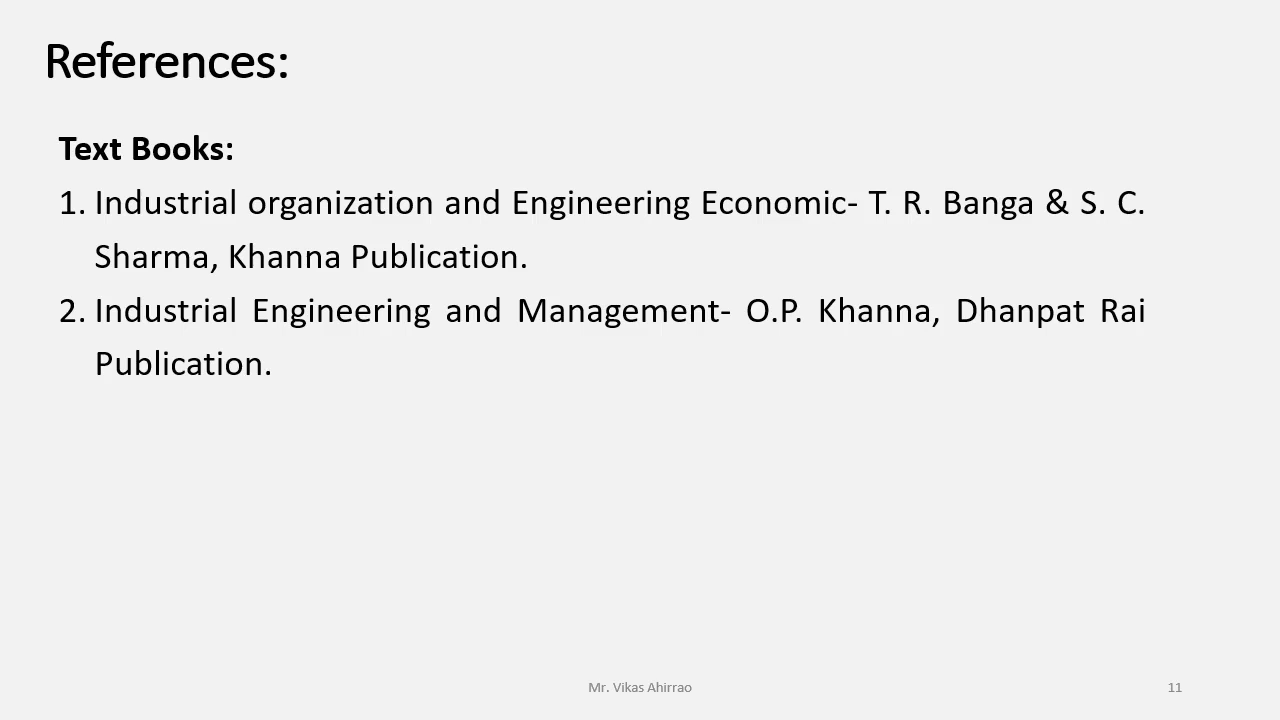 References:
Text Books:
1. Industrial organization and Engineering Economic- T. R. Banga & S. C.
Sharma, Khanna Publication.
2. Industrial Engineering and Management- O.P. Khanna, Dhanpat Rai
Publication.
Mr. Vikas Ahirrao
11